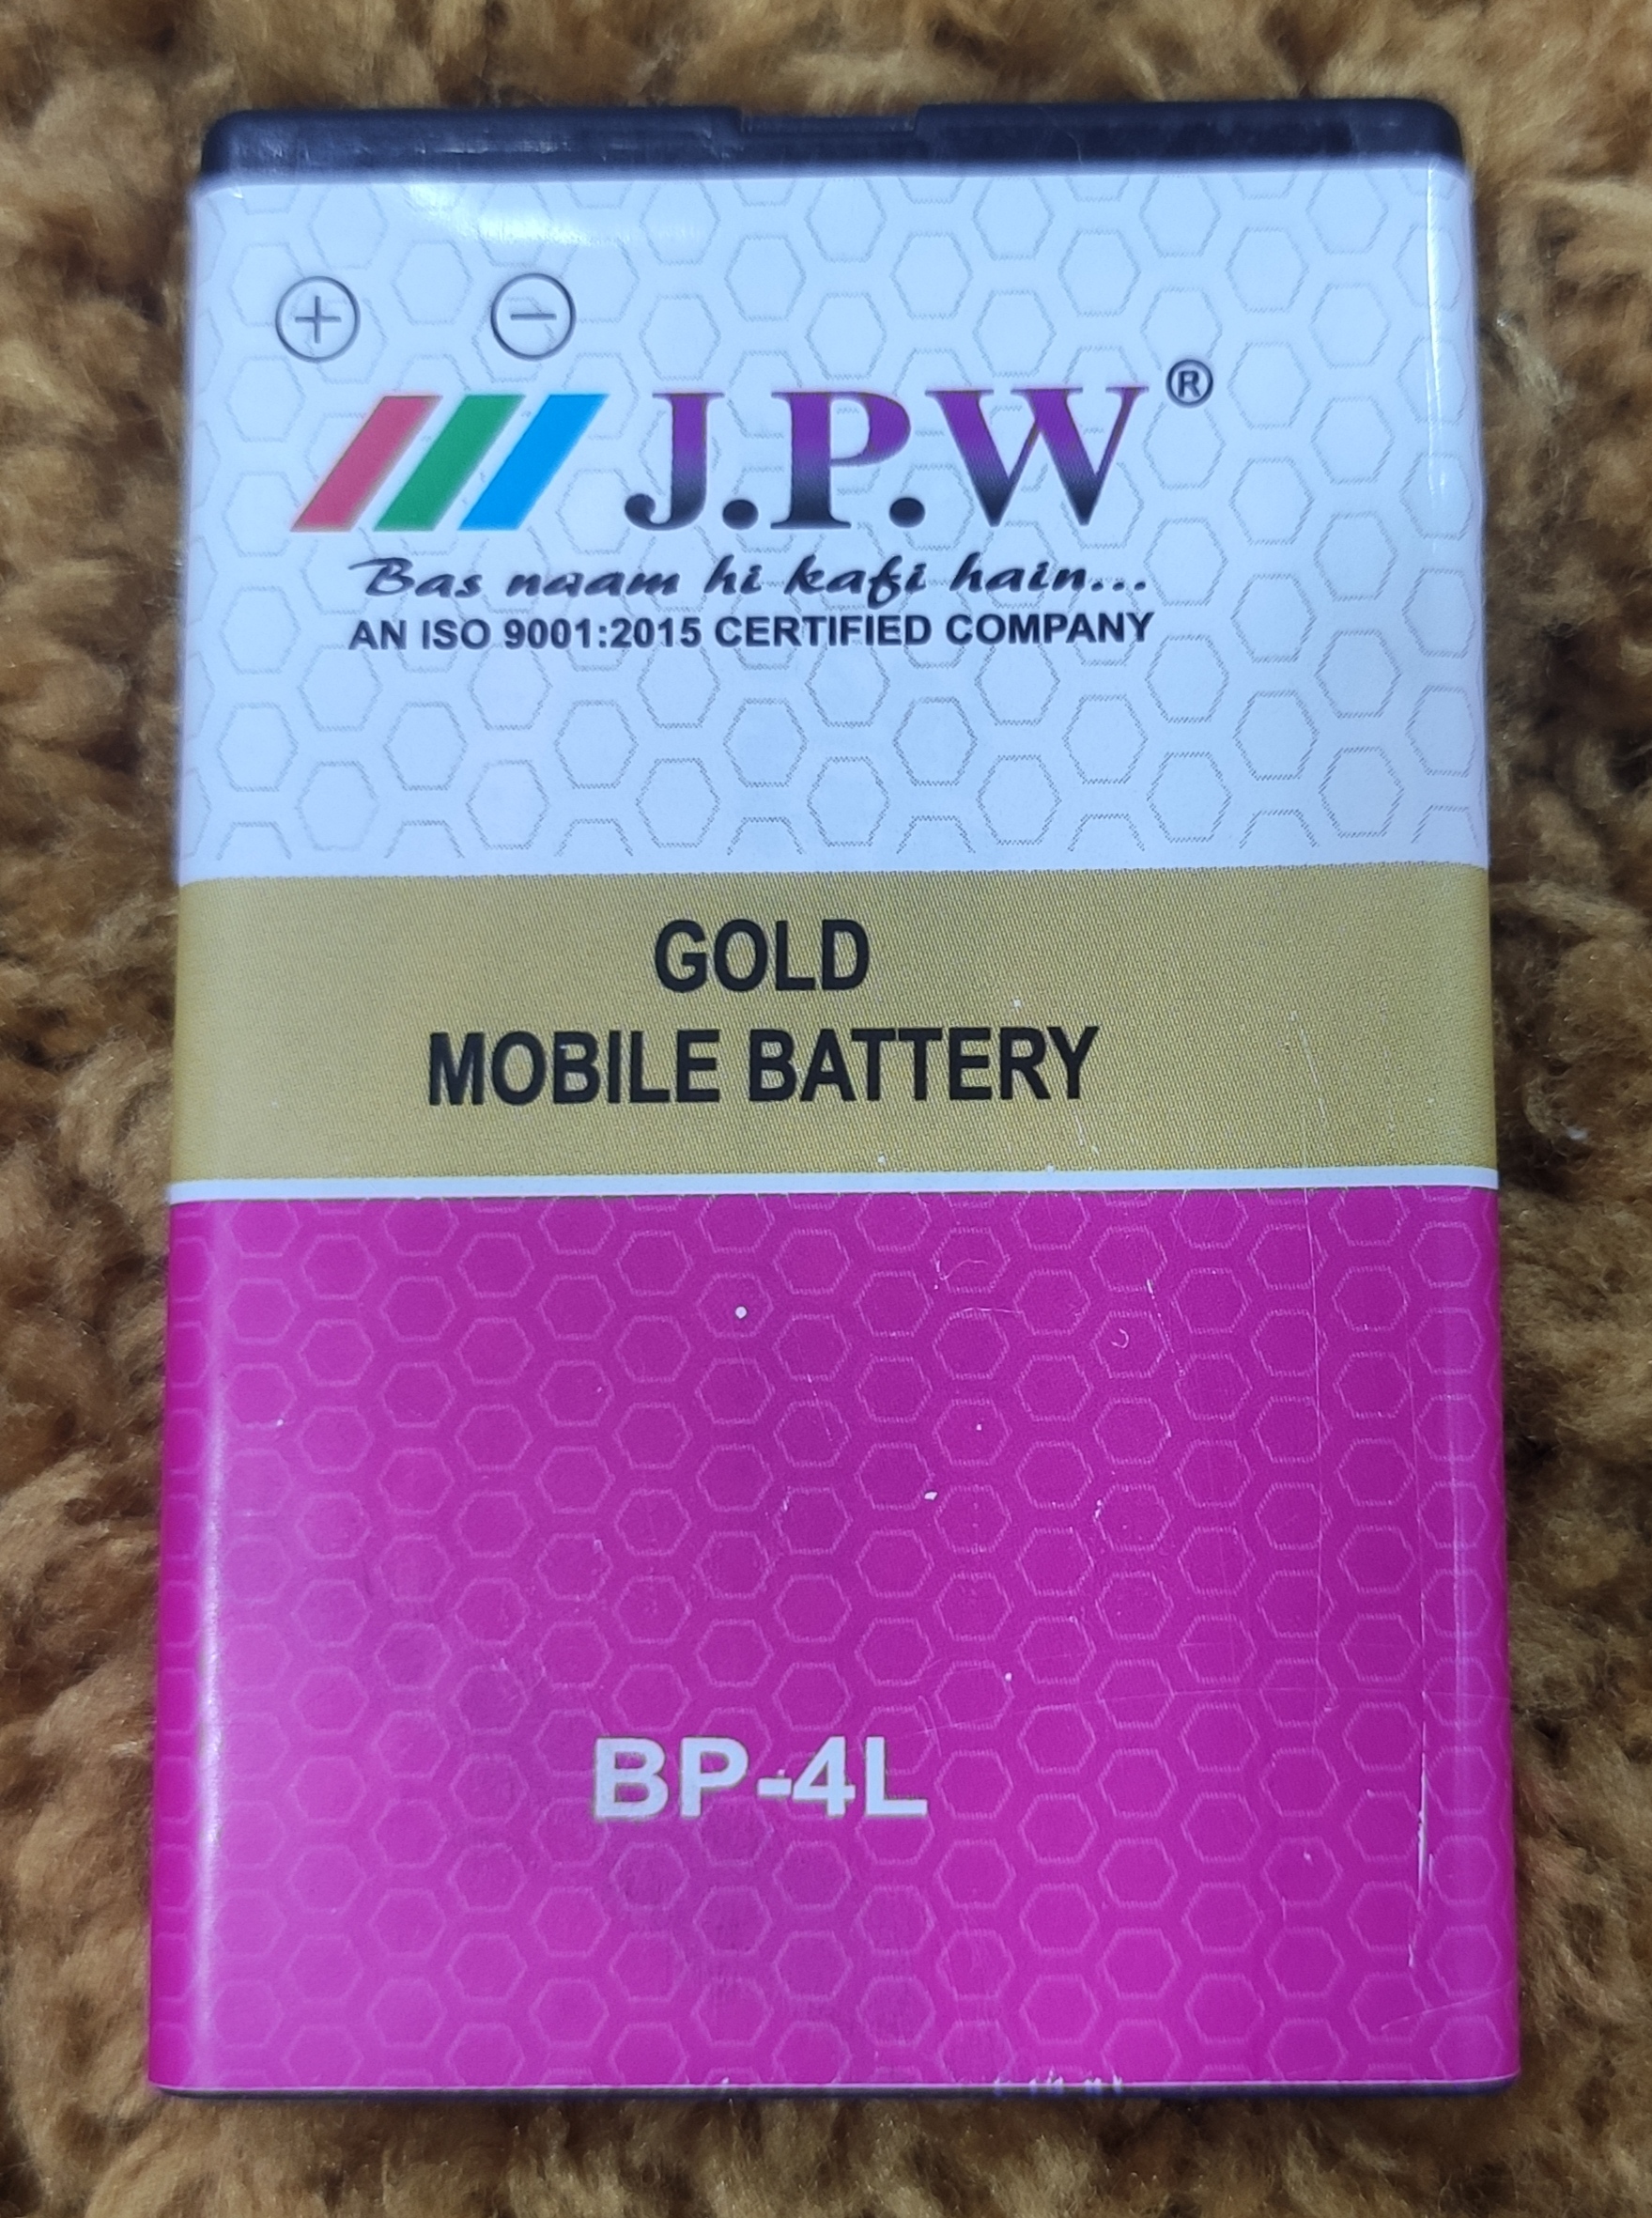 + −
J.P.W®
Bas naam hi kafi hain...
AN ISO 9001:2015 CERTIFIED COMPANY
GOLD
MOBILE BATTERY
BP-4L